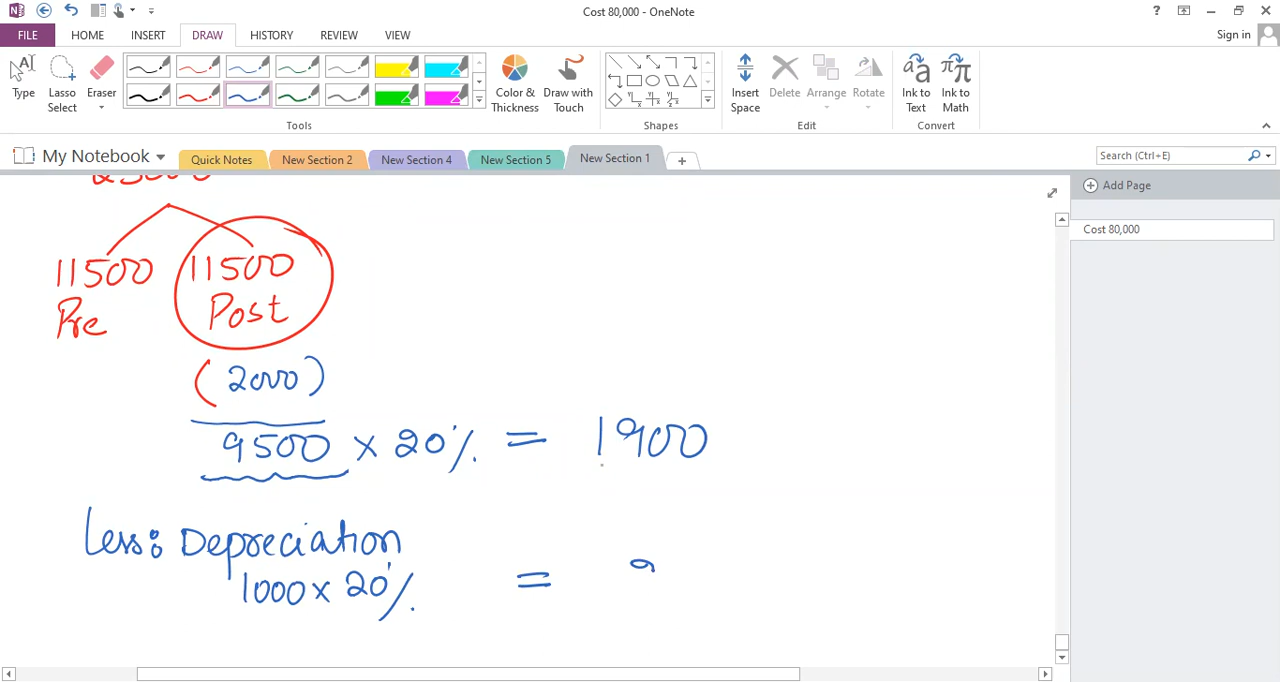 Cost 80,000 - OneNote
?
Sign in
FILE HOME INSERT DRAW HISTORY REVIEW VIEW
Type
Lasso Select
Eraser
Color & Thickness
Draw with Touch
Insert Space
Delete
Arrange
Rotate
Ink to Text
Ink to Math
Tools
Shapes
Edit
Convert
My Notebook
Quick Notes
New Section 2
New Section 4
New Section 5
New Section 1
Search (Ctrl+E)
Add Page
Cost 80,000
11500 11500
Pre Post
(2000)
9500 x 20% = 1900
Less: Depreciation
1000 x 20% =